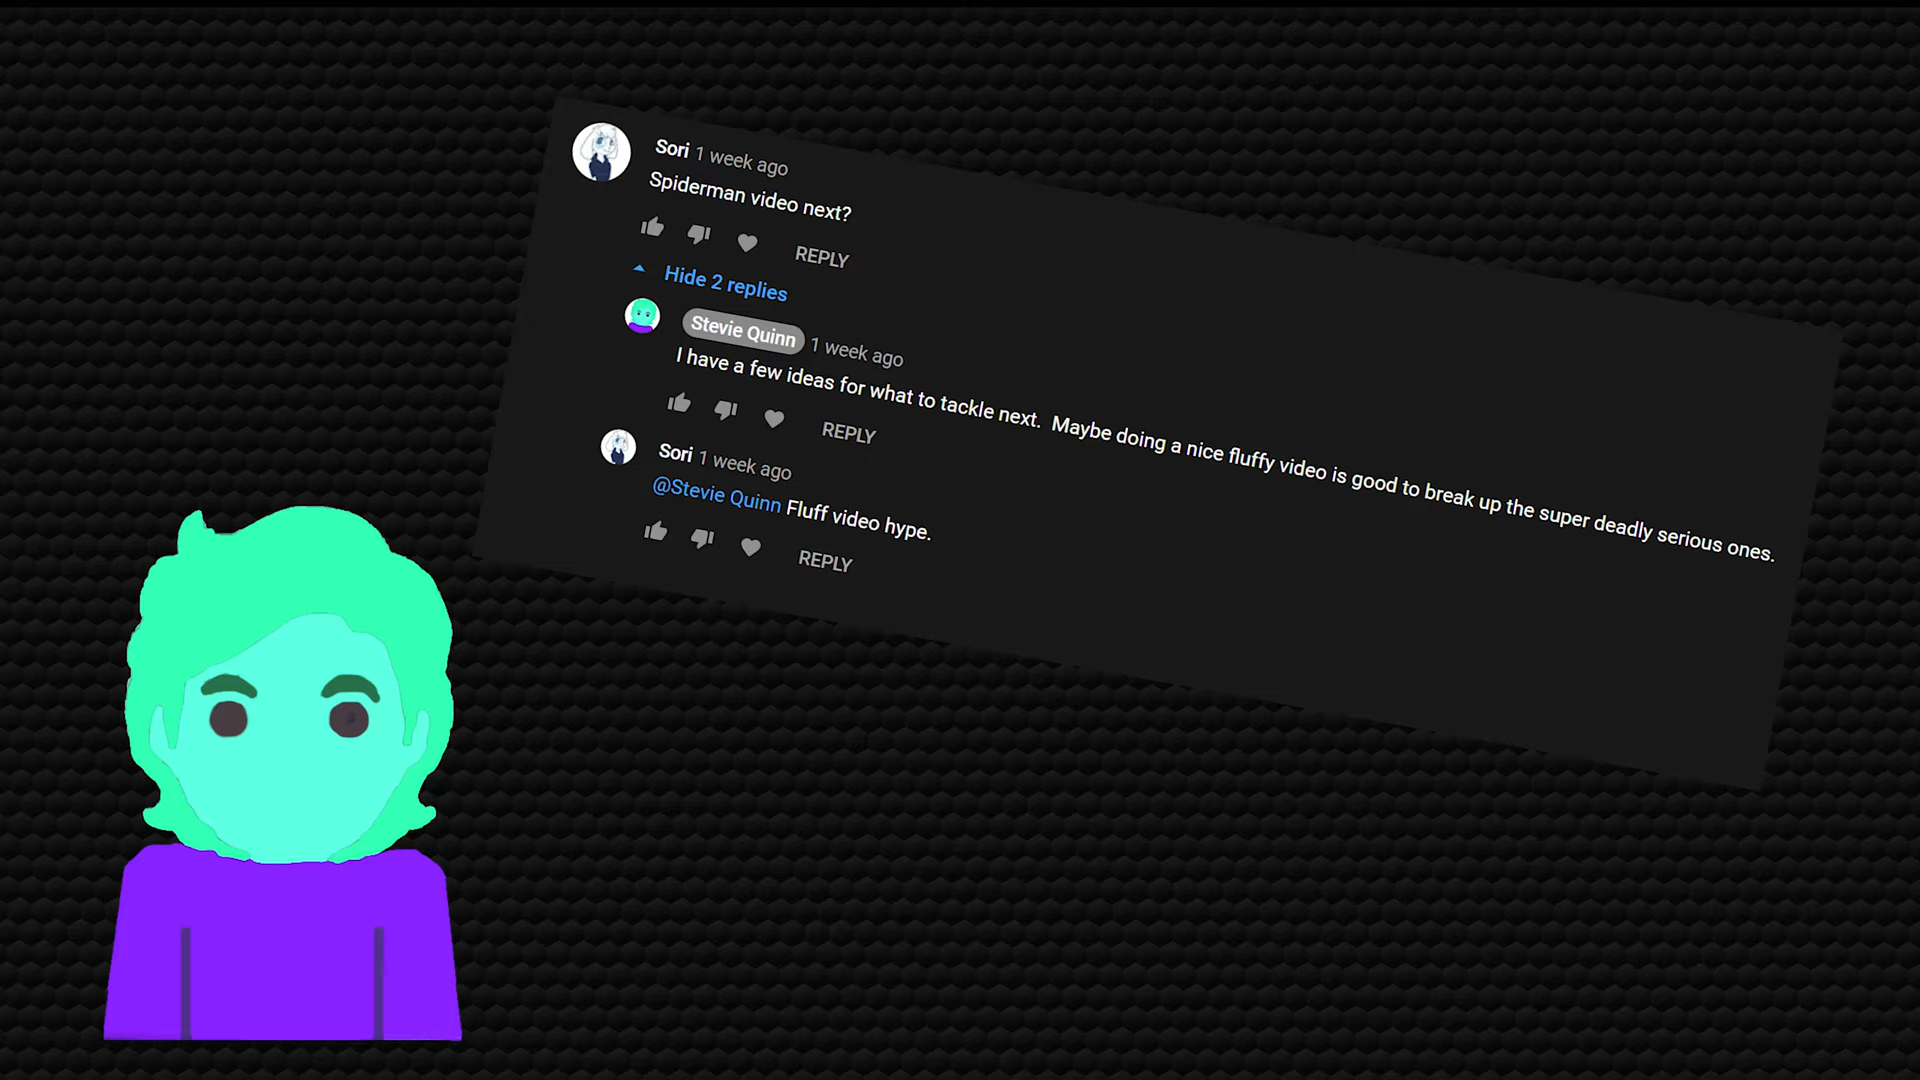 Sori 1 week ago
Spiderman video next?
REPLY
Hide 2 replies
Stevie Quinn 1 week ago
I have a few ideas for what to tackle next.  Maybe doing a nice fluffy video is good to break up the super deadly serious ones.
REPLY
Sori 1 week ago
@Stevie Quinn Fluff video hype.
REPLY